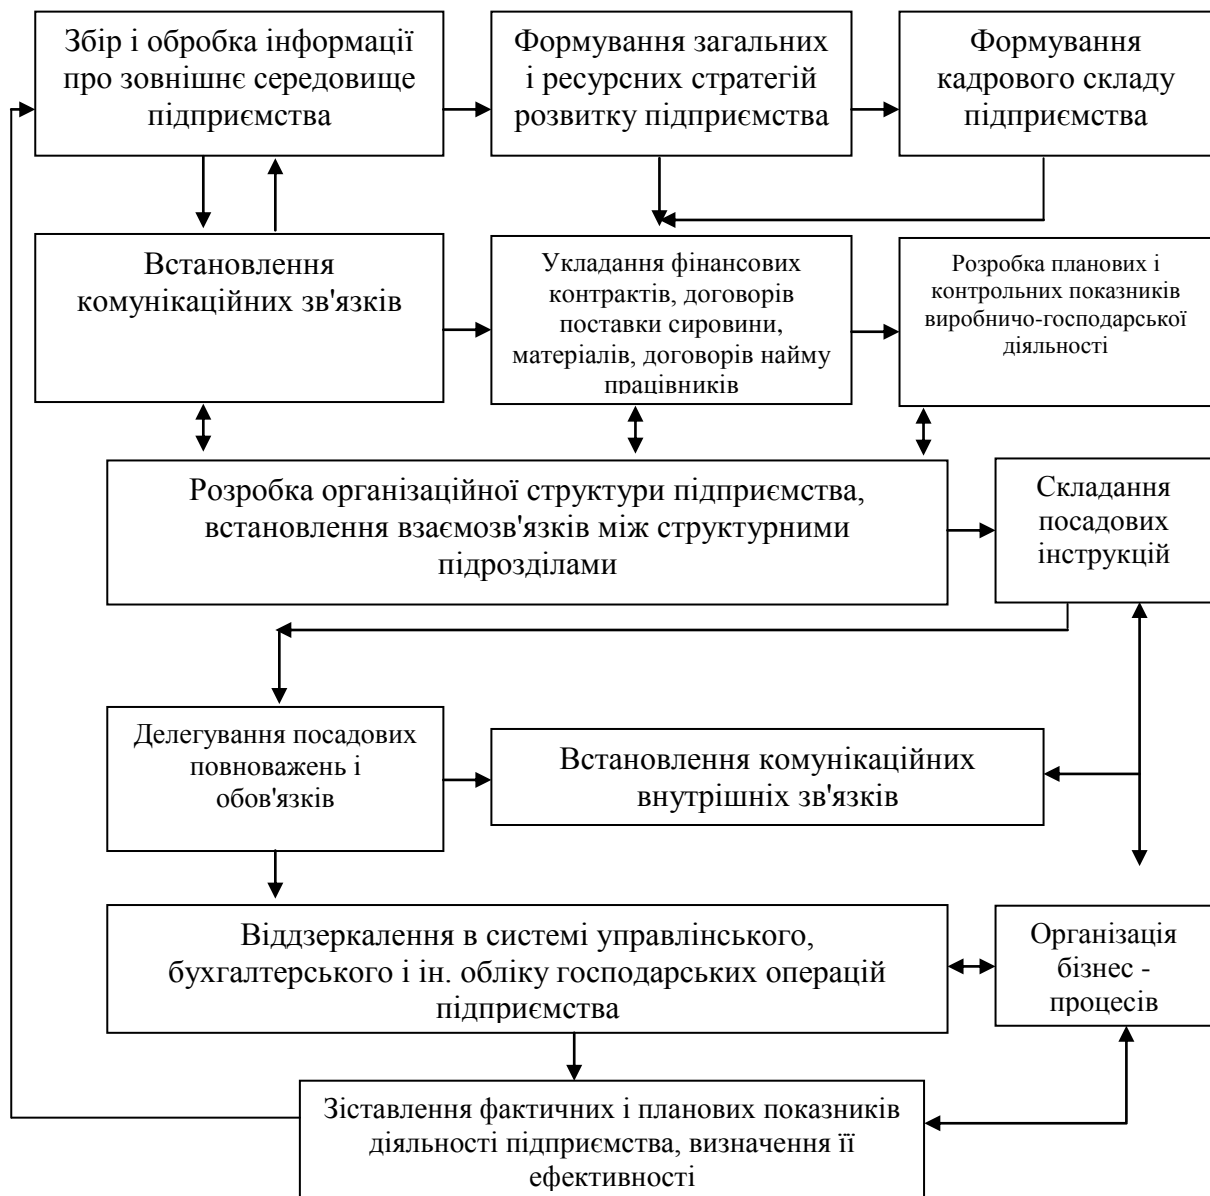 Збір і обробка інформації
про зовнішнє середовище
підприємства
Формування загальних
і ресурсних стратегій
розвитку підприємства
Формування
кадрового складу
підприємства
Встановлення
комунікаційних зв'язків
Укладання фінансових
контрактів, договорів
поставки сировини,
матеріалів, договорів найму
працівників
Розробка планових і
контрольних показників
виробничо-господарської
діяльності
Розробка організаційної структури підприємства,
встановлення взаємозв'язків між структурними
підрозділами
Складання
посадових
інструкцій
Делегування посадових
повноважень і
обов'язків
Встановлення комунікаційних
внутрішніх зв'язків
Віддзеркалення в системі управлінського,
бухгалтерського і ін. обліку господарських операцій
підприємства
Організація
бізнес -
процесів
Зіставлення фактичних і планових показників
діяльності підприємства, визначення її
ефективності